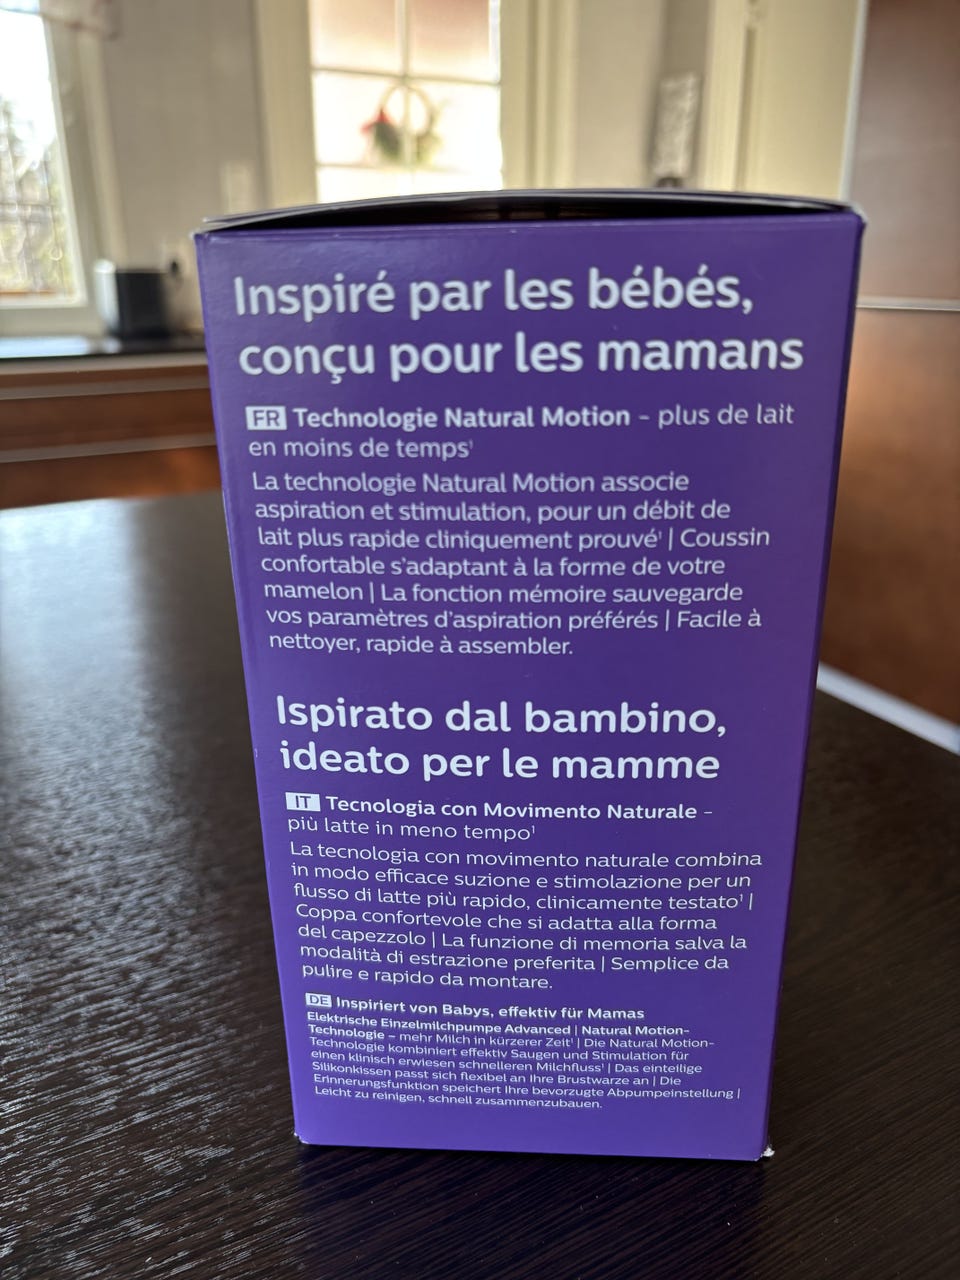 Inspiré par les bébés,
conçu pour les mamans
FR Technologie Natural Motion – plus de lait
en moins de temps¹
La technologie Natural Motion associe
aspiration et stimulation, pour un débit de
lait plus rapide cliniquement prouvé¹ | Coussin
confortable s'adaptant à la forme de votre
mamelon | La fonction mémoire sauvegarde
vos paramètres d'aspiration préférés | Facile à
nettoyer, rapide à assembler.
Ispirato dal bambino,
ideato per le mamme
IT Tecnologia con Movimento Naturale –
più latte in meno tempo¹
La tecnologia con movimento naturale combina
in modo efficace suzione e stimolazione per un
flusso di latte più rapido, clinicamente testato¹ |
Coppa confortevole che si adatta alla forma
del capezzolo | La funzione di memoria salva la
modalità di estrazione preferita | Semplice da
pulire e rapido da montare.
DE Inspiriert von Babys, effektiv für Mamas
Elektrische Einzelmilchpumpe Advanced | Natural Motion-
Technologie – mehr Milch in kürzerer Zeit¹ | Die Natural Motion-
Technologie kombiniert effektiv Saugen und Stimulation für
einen klinisch erwiesen schnelleren Milchfluss¹ | Das einteilige
Silikonkissen passt sich flexibel an Ihre Brustwarze an | Die
Erinnerungsfunktion speichert Ihre bevorzugte Abpumpeinstellung |
Leicht zu reinigen, schnell zusammenzubauen.